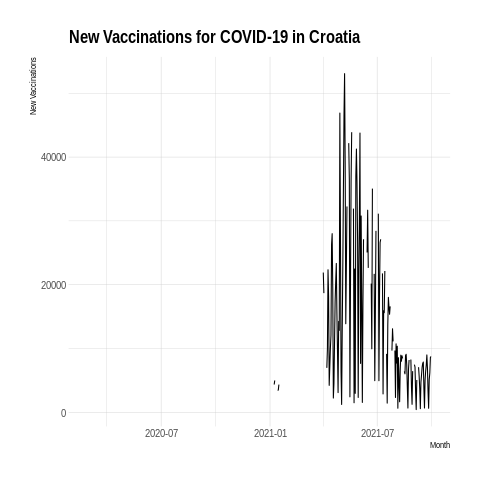 New Vaccinations for COVID-19 in Croatia
New Vaccinations
40000
20000
0
2020-07 2021-01 2021-07
Month